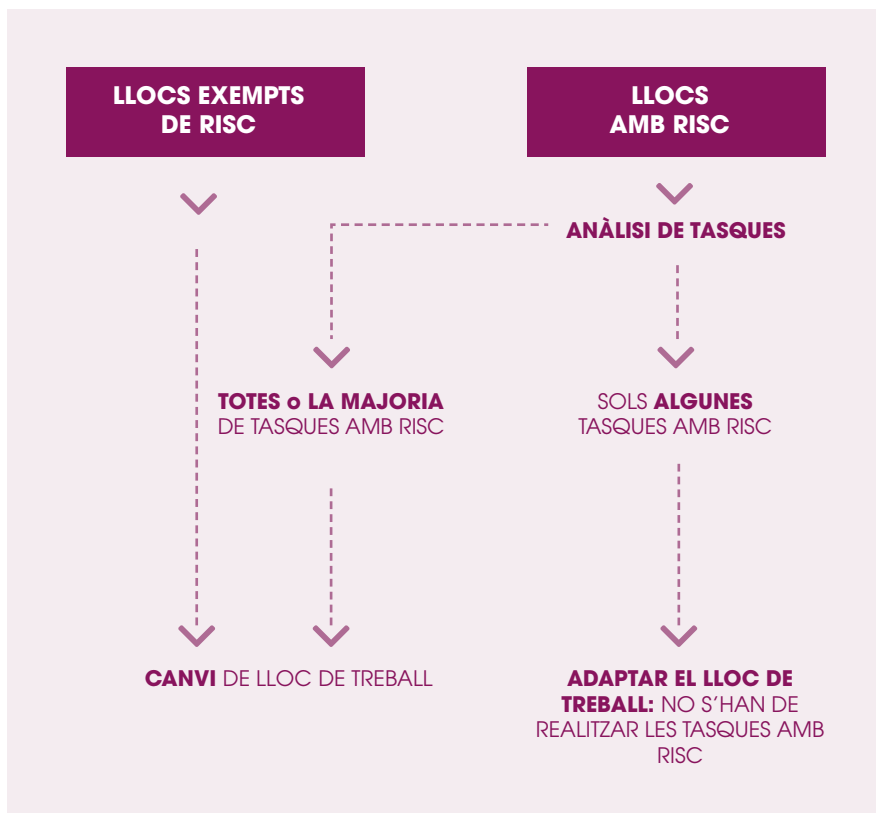 LLOCS EXEMPTS
DE RISC
LLOCS
AMB RISC
ANÀLISI DE TASQUES
TOTES o LA MAJORIA
DE TASQUES AMB RISC
SOLS ALGUNES
TASQUES AMB RISC
CANVI DE LLOC DE TREBALL
ADAPTAR EL LLOC DE
TREBALL: NO S’HAN DE
REALITZAR LES TASQUES AMB
RISC